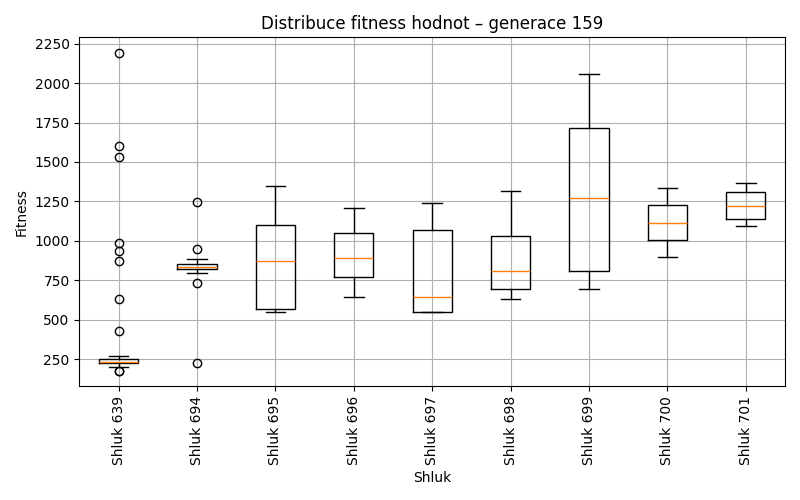 Distribuce fitness hodnot – generace 159
2250
2000
1750
1500
1250
1000
750
500
250
Fitness
Shluk 639
Shluk 694
Shluk 695
Shluk 696
Shluk 697
Shluk 698
Shluk 699
Shluk 700
Shluk 701
Shluk